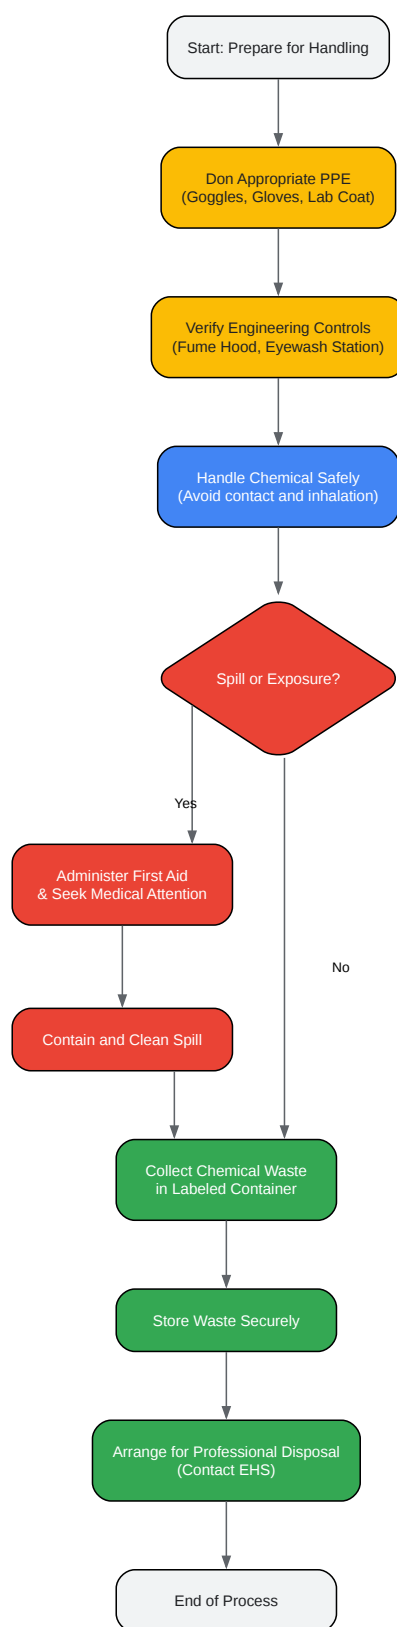 Start: Prepare for Handling
Don Appropriate PPE
(Goggles, Gloves, Lab Coat)
Verify Engineering Controls
(Fume Hood, Eyewash Station)
Handle Chemical Safely
(Avoid contact and inhalation)
Spill or Exposure?
Yes
Administer First Aid
& Seek Medical Attention
No
Contain and Clean Spill
Collect Chemical Waste
in Labeled Container
Store Waste Securely
Arrange for Professional Disposal
(Contact EHS)
End of Process